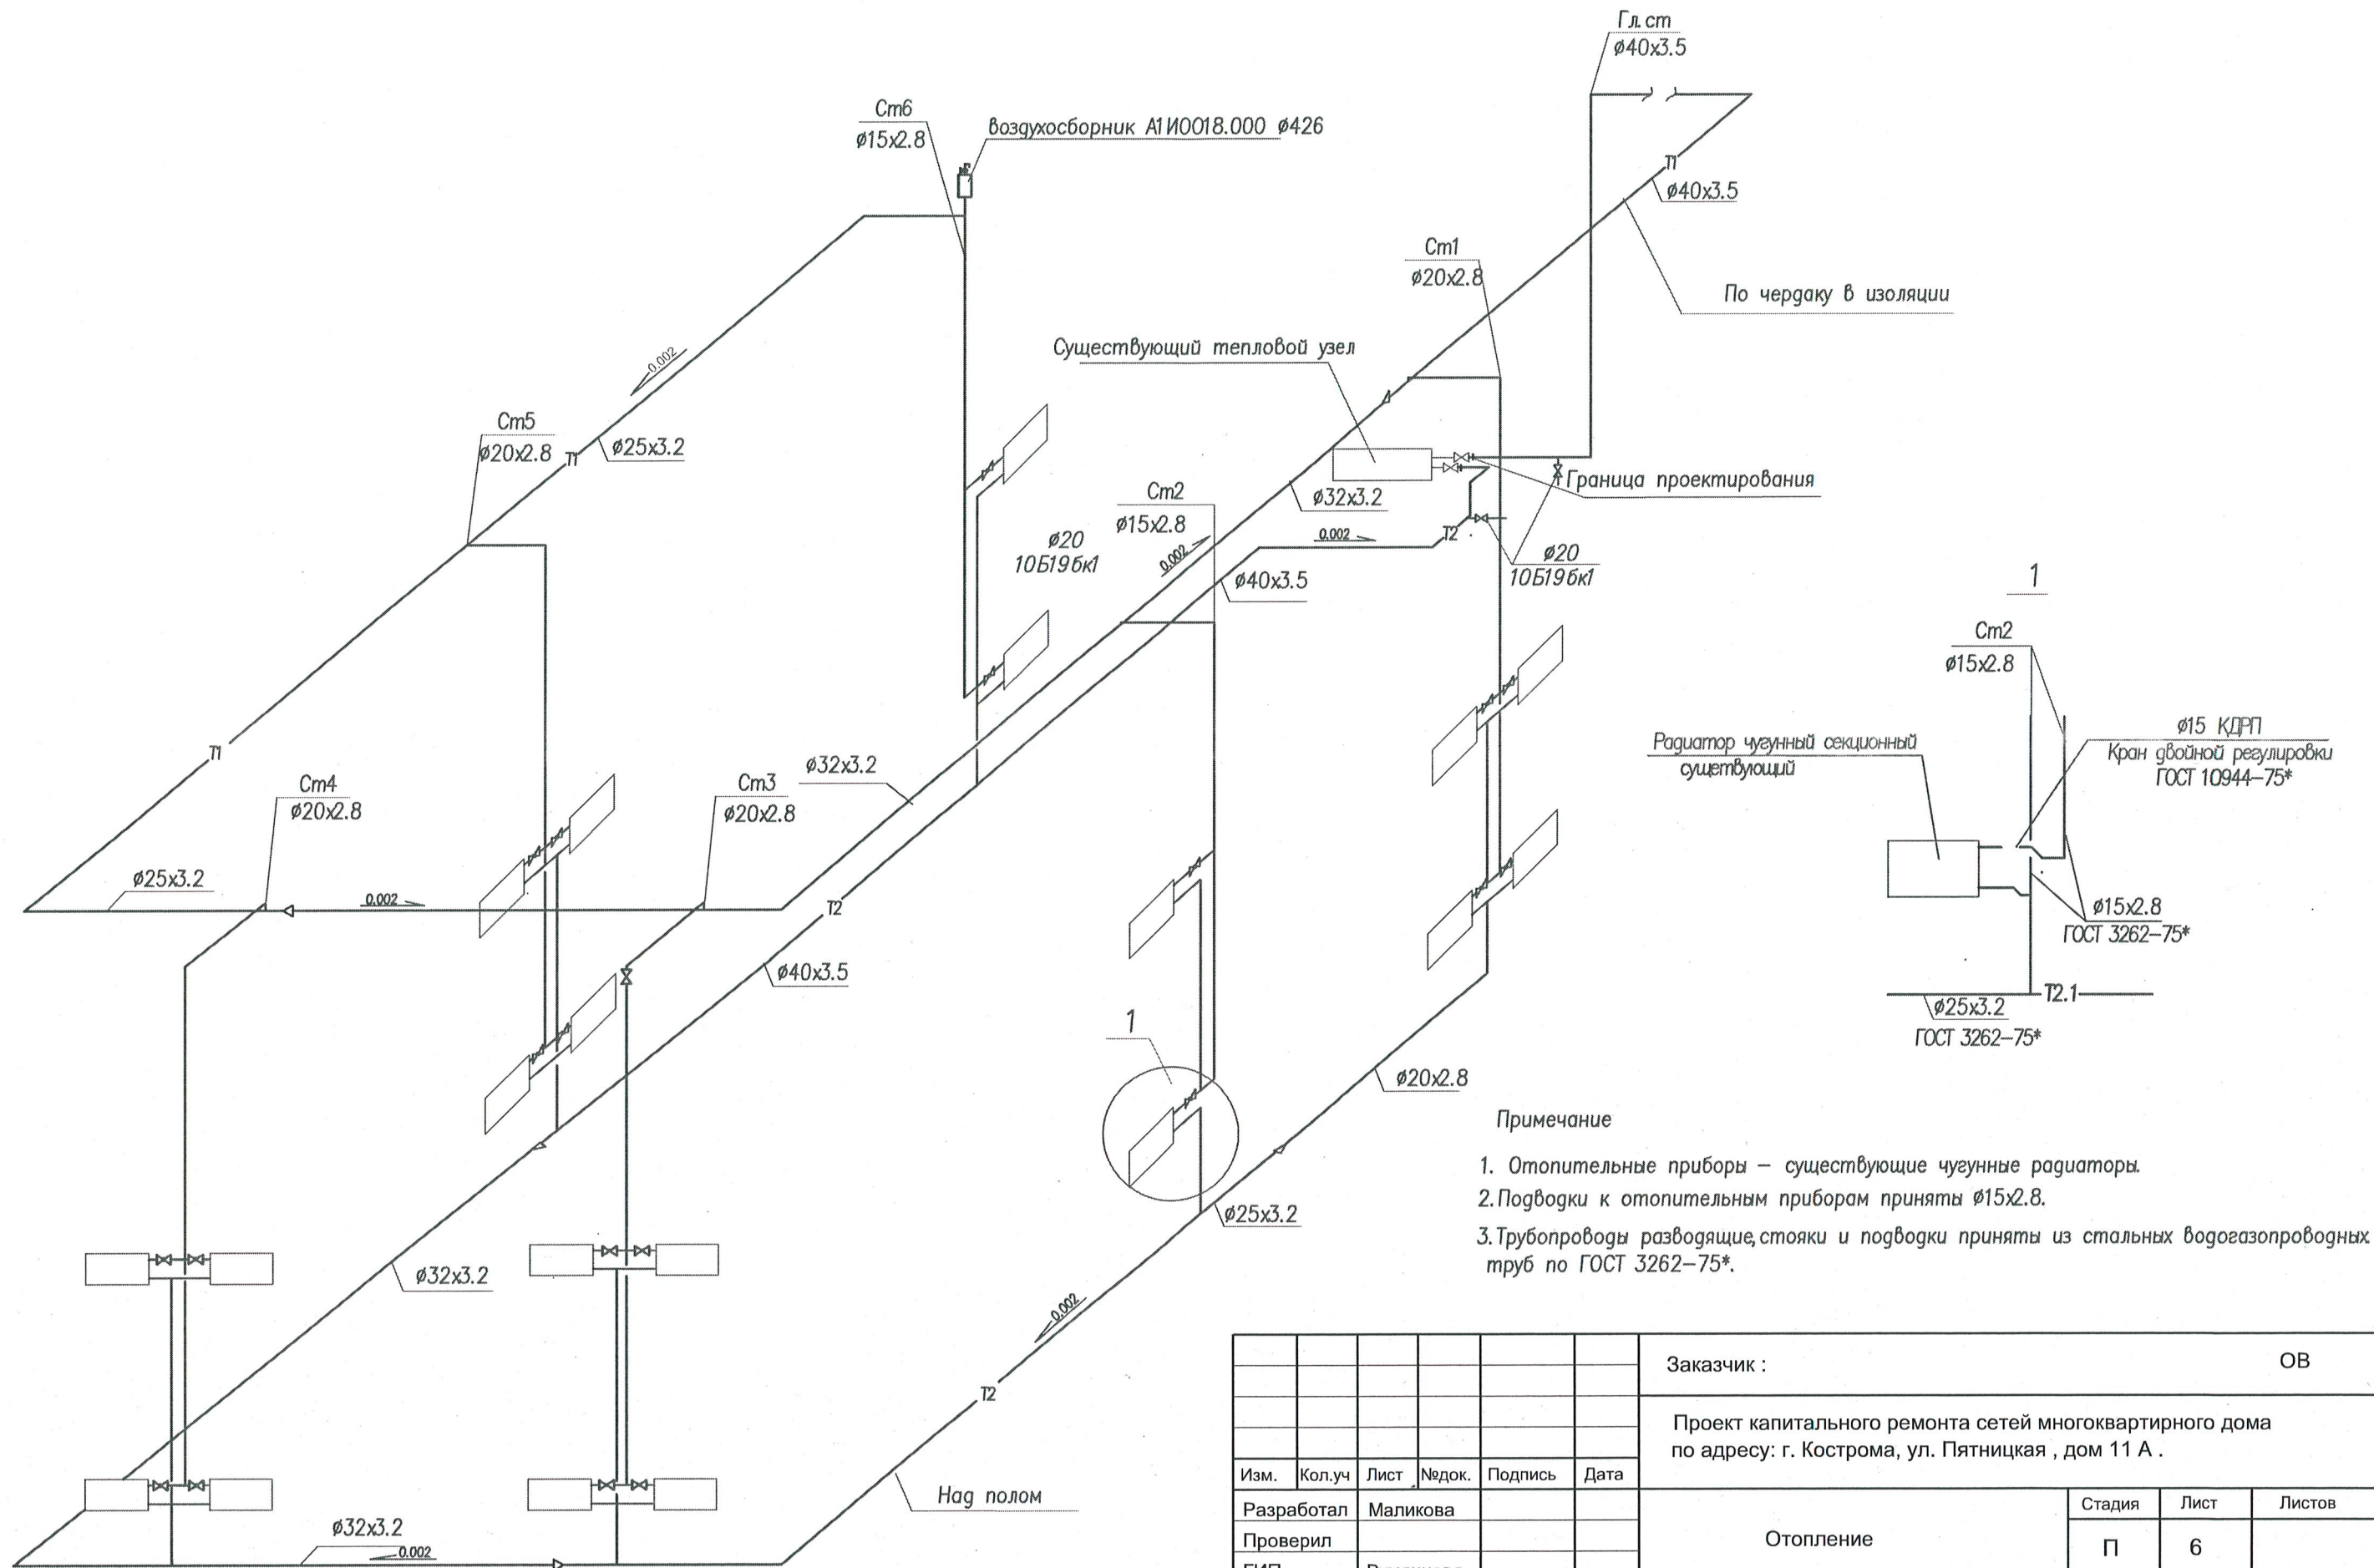 Гл.ст
ø40x3.5
Ст6
ø15x2.8
воздухосборник А1И0018.000 ø426
Т1
ø40x3.5
Ст1
ø20x2.8
По чердаку в изоляции
Существующий тепловой узел
0.002
Ст5
ø20x2.8
Т1
ø25x3.2
Граница проектирования
ø32x3.2
Ст2
ø15x2.8
0.002
0.002
Т2
ø20
10Б19бк1
ø20
10Б19бк1
ø40x3.5
1
Ст2
ø15x2.8
ø15 КДРП
Кран двойной регулировки
ГОСТ 10944-75*
Радиатор чугунный секционный
сущетвующий
ø15x2.8
ГОСТ 3262-75*
Т2.1
ø25x3.2
ГОСТ 3262-75*
Т1
Ст4
ø20x2.8
Ст3
ø20x2.8
ø32x3.2
ø25x3.2
0.002
Т2
ø40x3.5
1
ø20x2.8
ø25x3.2
ø32x3.2
0.002
Т2
Над полом
ø32x3.2
0.002
Примечание
1. Отопительные приборы – существующие чугунные радиаторы.
2. Подводки к отопительным приборам приняты ø15x2.8.
3. Трубопроводы разводящие, стояки и подводки приняты из стальных водогазопроводных
труб по ГОСТ 3262-75*.
Заказчик : ОВ
Проект капитального ремонта сетей многоквартирного дома
по адресу: г. Кострома, ул. Пятницкая , дом 11 А .
Изм. Кол.уч Лист №док. Подпись Дата
Разработал Маликова
Проверил
Отопление
Стадия Лист Листов
П 6